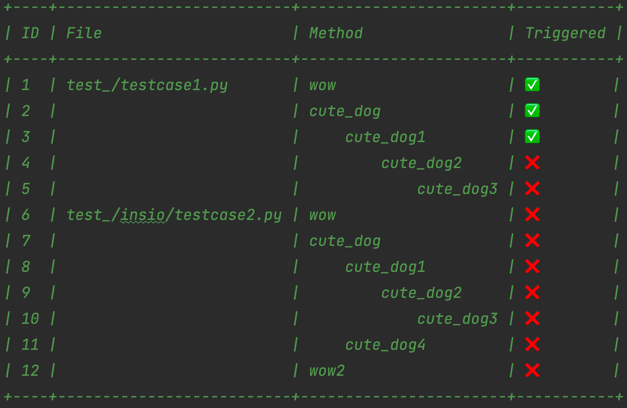 +----+--------------------------+----------------------+-----------+
| ID | File                     | Method               | Triggered |
+----+--------------------------+----------------------+-----------+
| 1  | test_/testcase1.py       | wow                  | ✅        |
| 2  |                          | cute_dog             | ✅        |
| 3  |                          |     cute_dog1        | ✅        |
| 4  |                          |         cute_dog2    | ❌        |
| 5  |                          |             cute_dog3 | ❌        |
| 6  | test_/insio/testcase2.py | wow                  | ❌        |
| 7  |                          | cute_dog             | ❌        |
| 8  |                          |     cute_dog1        | ❌        |
| 9  |                          |         cute_dog2    | ❌        |
| 10 |                          |             cute_dog3 | ❌        |
| 11 |                          |     cute_dog4        | ❌        |
| 12 |                          | wow2                 | ❌        |
+----+--------------------------+----------------------+-----------+